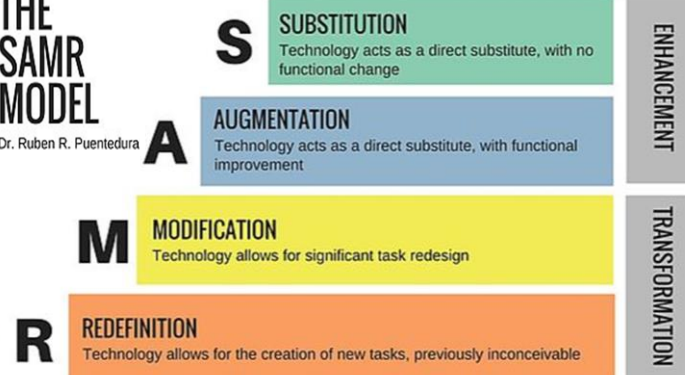 THE
SAMR
MODEL
Dr. Ruben R. Puentedura
S
SUBSTITUTION
Technology acts as a direct substitute, with no
functional change
A
AUGMENTATION
Technology acts as a direct substitute, with functional
improvement
ENHANCEMENT
M
MODIFICATION
Technology allows for significant task redesign
R
REDEFINITION
Technology allows for the creation of new tasks, previously inconceivable
TRANSFORMATION